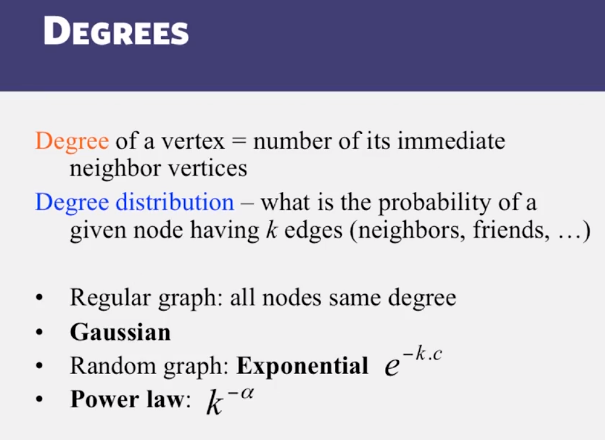 DEGREES
Degree of a vertex = number of its immediate
neighbor vertices
Degree distribution – what is the probability of a
given node having k edges (neighbors, friends, …)
• Regular graph: all nodes same degree
• Gaussian
• Random graph: Exponential e^{-k.c}
• Power law: k^{-α}